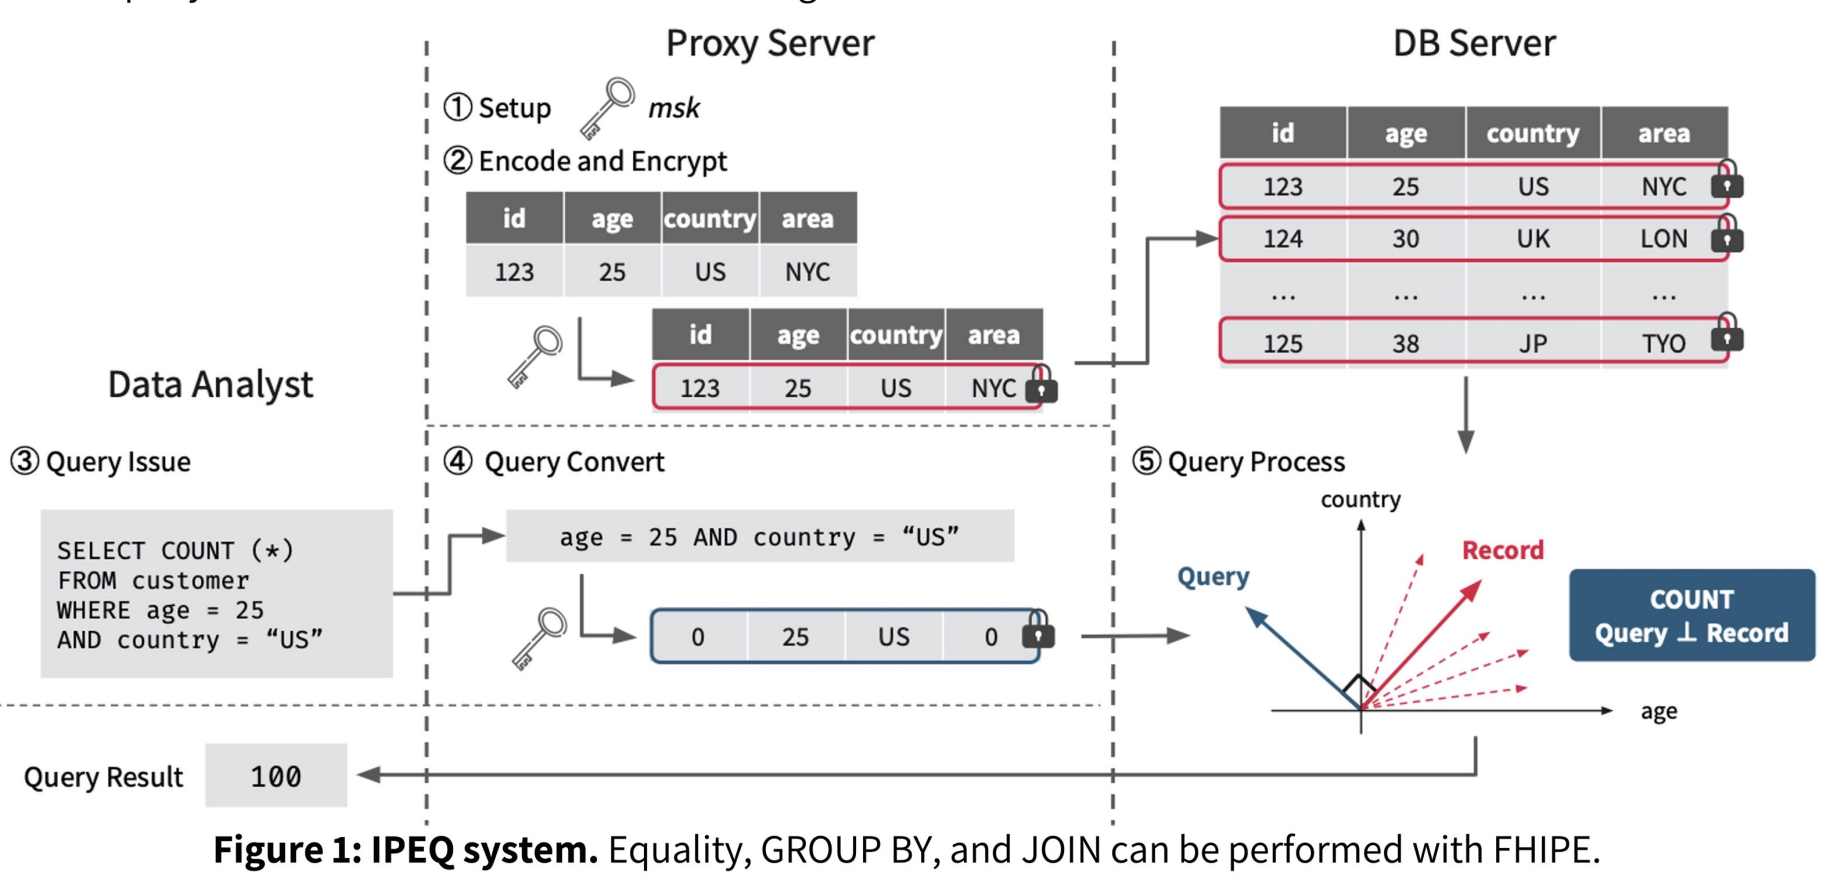 Proxy Server
DB Server
① Setup
msk
② Encode and Encrypt
id age country area
123 25 US NYC
id age country area
123 25 US NYC
id age country area
123 25 US NYC
124 30 UK LON
... ... ... ...
125 38 JP TYO
Data Analyst
③ Query Issue
SELECT COUNT (*)
FROM customer
WHERE age = 25
AND country = “US”
④ Query Convert
age = 25 AND country = “US”
0 25 US 0
⑤ Query Process
country
Query
Record
age
COUNT
Query ⊥ Record
Query Result
100
Figure 1: IPEQ system. Equality, GROUP BY, and JOIN can be performed with FHIPE.